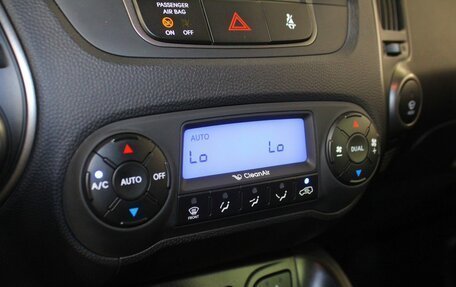 PASSENGER
AIR BAG
ON OFF
AUTO
Lo Lo
CleanAir
A/C AUTO OFF
DUAL
FRONT